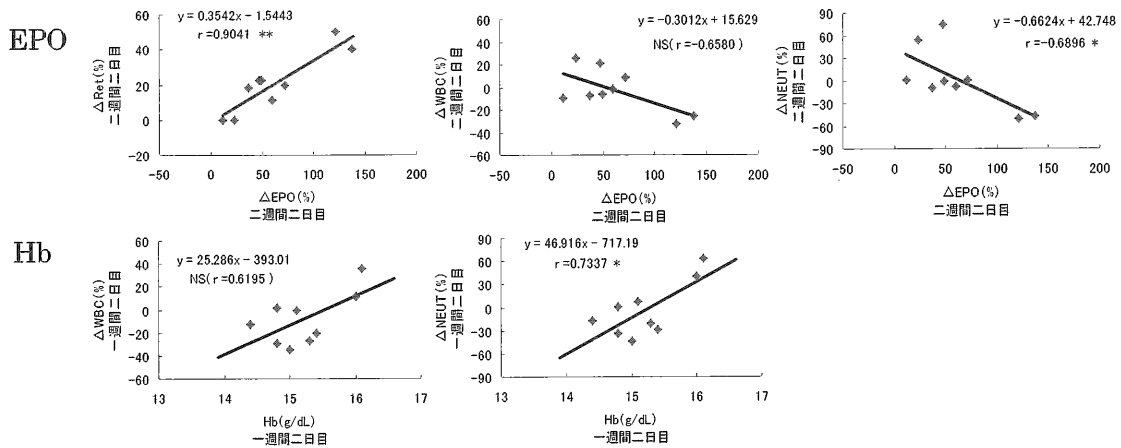 EPO
y = 0.3542x − 1.5443
r=0.9041 **
△Ret(%)
二週間二日目
60
40
20
0
−20
−50 0 50 100 150 200
△EPO(%)
二週間二日目
y = −0.3012x + 15.629
NS(r=−0.6580)
△WBC(%)
二週間二日目
60
40
20
0
−20
−40
−60
−50 0 50 100 150 200
△EPO(%)
二週間二日目
y = −0.6624x + 42.748
r=−0.6896 *
△NEUT(%)
二週間二日目
90
60
30
0
−30
−60
−90
−50 0 50 100 150 200
△EPO(%)
二週間二日目
Hb
y = 25.286x − 393.01
NS(r=0.6195)
△WBC(%)
一週間二日目
60
40
20
0
−20
−40
−60
13 14 15 16 17
Hb(g/dL)
一週間二日目
y = 46.916x − 717.19
r=0.7337 *
△NEUT(%)
一週間二日目
90
60
30
0
−30
−60
−90
13 14 15 16 17
Hb(g/dL)
一週間二日目